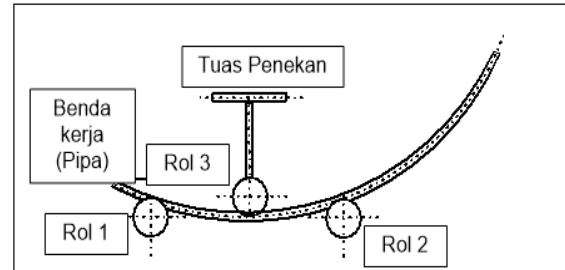 Tuas Penekan
Benda
kerja
(Pipa)
Rol 3
Rol 1
Rol 2